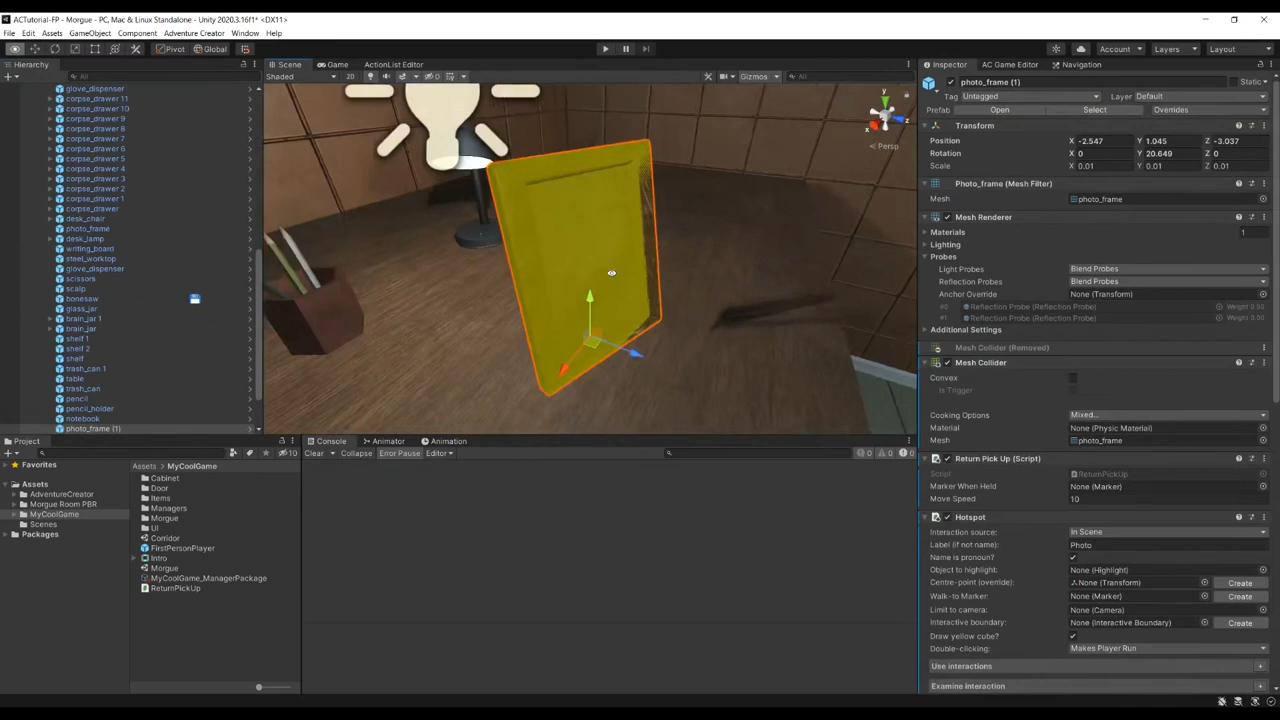 ACTutorial-FP - Morgue - PC, Mac & Linux Standalone - Unity 2020.3.16f1* <DX11>
File Edit Assets GameObject Component Adventure Creator Window Help
Pivot Global Account Layers Layout
Hierarchy
All
glove_dispenser
corpse_drawer 11
corpse_drawer 10
corpse_drawer 9
corpse_drawer 8
corpse_drawer 7
corpse_drawer 6
corpse_drawer 5
corpse_drawer 4
corpse_drawer 3
corpse_drawer 2
corpse_drawer 1
corpse_drawer
desk_chair
photo_frame
desk_lamp
writing_board
steel_worktop
glove_dispenser
scissors
scalp
bonesaw
glass_jar
brain_jar 1
brain_jar
shelf 1
shelf 2
shelf
trash_can 1
table
trash_can
pencil
pencil_holder
notebook
photo_frame (1)
Scene Game ActionList Editor
Shaded 2D 0 Gizmos All
y
x z
< Persp
Inspector AC Game Editor Navigation
photo_frame (1) Static
Tag Untagged Layer Default
Prefab Open Select Overrides
Transform
Position X -2.547 Y 1.045 Z -3.037
Rotation X 0 Y 20.649 Z 0
Scale X 0.01 Y 0.01 Z 0.01
Photo_frame (Mesh Filter)
Mesh photo_frame
Mesh Renderer
Materials 1
Lighting
Probes
Light Probes Blend Probes
Reflection Probes Blend Probes
Anchor Override None (Transform)
#0 Reflection Probe (Reflection Probe) Weight 0.50
#1 Reflection Probe (Reflection Probe) Weight 0.50
Additional Settings
Mesh Collider (Removed)
Mesh Collider
Convex
Is Trigger
Cooking Options Mixed...
Material None (Physic Material)
Mesh photo_frame
Return Pick Up (Script)
Script ReturnPickUp
Marker When Held None (Marker)
Move Speed 10
Hotspot
Interaction source: In Scene
Label (if not name): Photo
Name is pronoun?
Object to highlight: None (Highlight)
Centre-point (override): None (Transform) Create
Walk-to Marker: None (Marker) Create
Limit to camera: None (Camera)
Interactive boundary: None (Interactive Boundary) Create
Draw yellow cube?
Double-clicking: Makes Player Run
Use interactions +
Examine interaction +
Project
10
Favorites
Assets
AdventureCreator
Morgue Room PBR
MyCoolGame
Scenes
Packages
Assets > MyCoolGame
Cabinet
Door
Items
Managers
Morgue
UI
Corridor
FirstPersonPlayer
Intro
Morgue
MyCoolGame_ManagerPackage
ReturnPickUp
Console Animator Animation
Clear Collapse Error Pause Editor 0 0 0